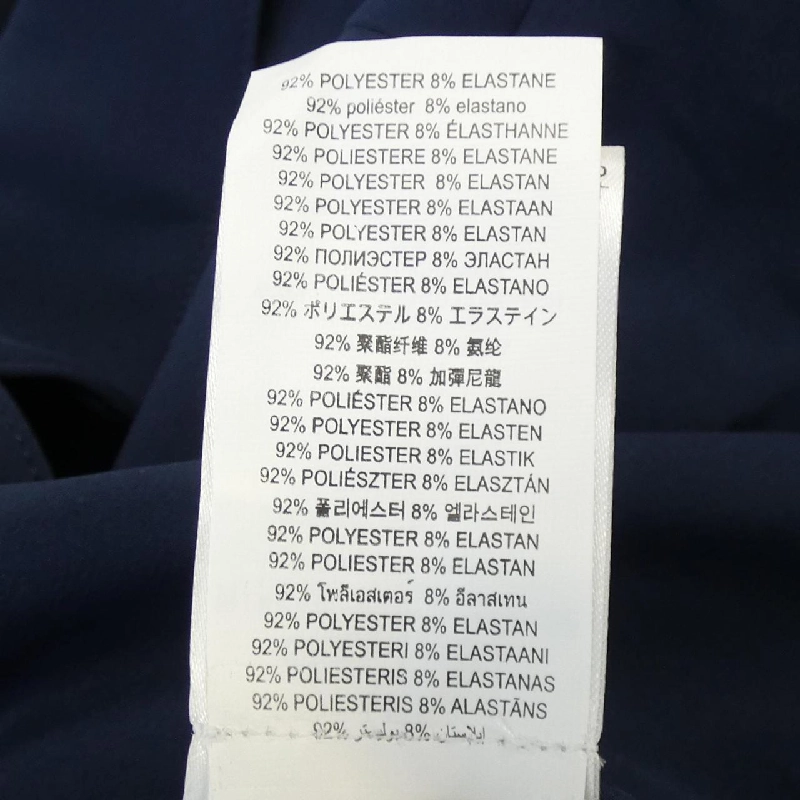 92% POLYESTER 8% ELASTANE
92% poliéster 8% elastano
92% POLYESTER 8% ÉLASTHANNE
92% POLIESTERE 8% ELASTANE
92% POLYESTER 8% ELASTAN
92% POLYESTER 8% ELASTAAN
92% POLYESTER 8% ELASTAN
92% ПОЛИЭСТЕР 8% ЭЛАСТАН
92% POLIÉSTER 8% ELASTANO
92% ポリエステル 8% エラステイン
92% 聚酯纤维 8% 氨纶
92% 聚酯 8% 加彈尼龍
92% POLIÉSTER 8% ELASTANO
92% POLYESTER 8% ELASTEN
92% POLIESTER 8% ELASTIK
92% POLIÉSZTER 8% ELASZTÁN
92% 폴리에스터 8% 엘라스테인
92% POLYESTER 8% ELASTAN
92% POLIESTER 8% ELASTAN
92% โพลีเอสเตอร์ 8% อีลาสเทน
92% POLYESTER 8% ELASTAN
92% POLYESTERI 8% ELASTAANI
92% POLIESTERIS 8% ELASTANAS
92% POLIESTERIS 8% ALASTĀNS
92% بوليستر 8% إيلاستان